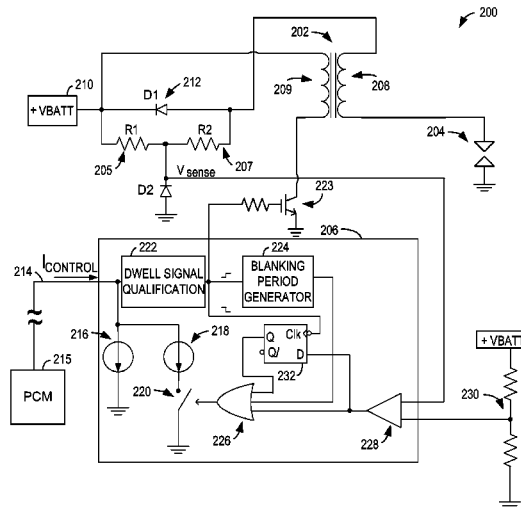 200
202
210
212
+ VBATT
D1
209
208
R1
R2
205
207
204
Vsense
D2
223
206
ICONTROL
214
222
DWELL SIGNAL
QUALIFICATION
224
BLANKING
PERIOD
GENERATOR
216
218
Q
Clk
Q/
D
232
+ VBATT
230
215
PCM
220
226
228